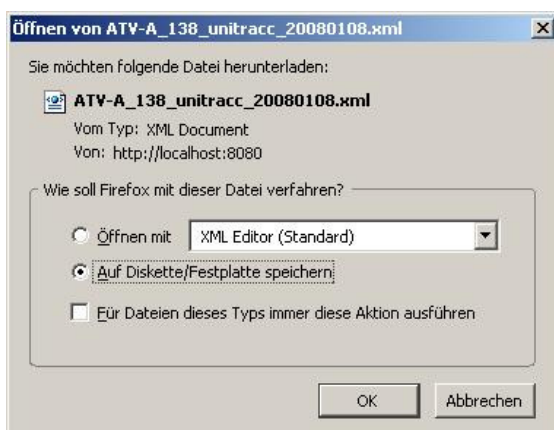 Öffnen von ATV-A_138_unitracc_20080108.xml
Sie möchten folgende Datei herunterladen:
ATV-A_138_unitracc_20080108.xml
Vom Typ: XML Document
Von: http://localhost:8080
Wie soll Firefox mit dieser Datei verfahren?
Öffnen mit XML Editor (Standard)
Auf Diskette/Festplatte speichern
Für Dateien dieses Typs immer diese Aktion ausführen
OK Abbrechen